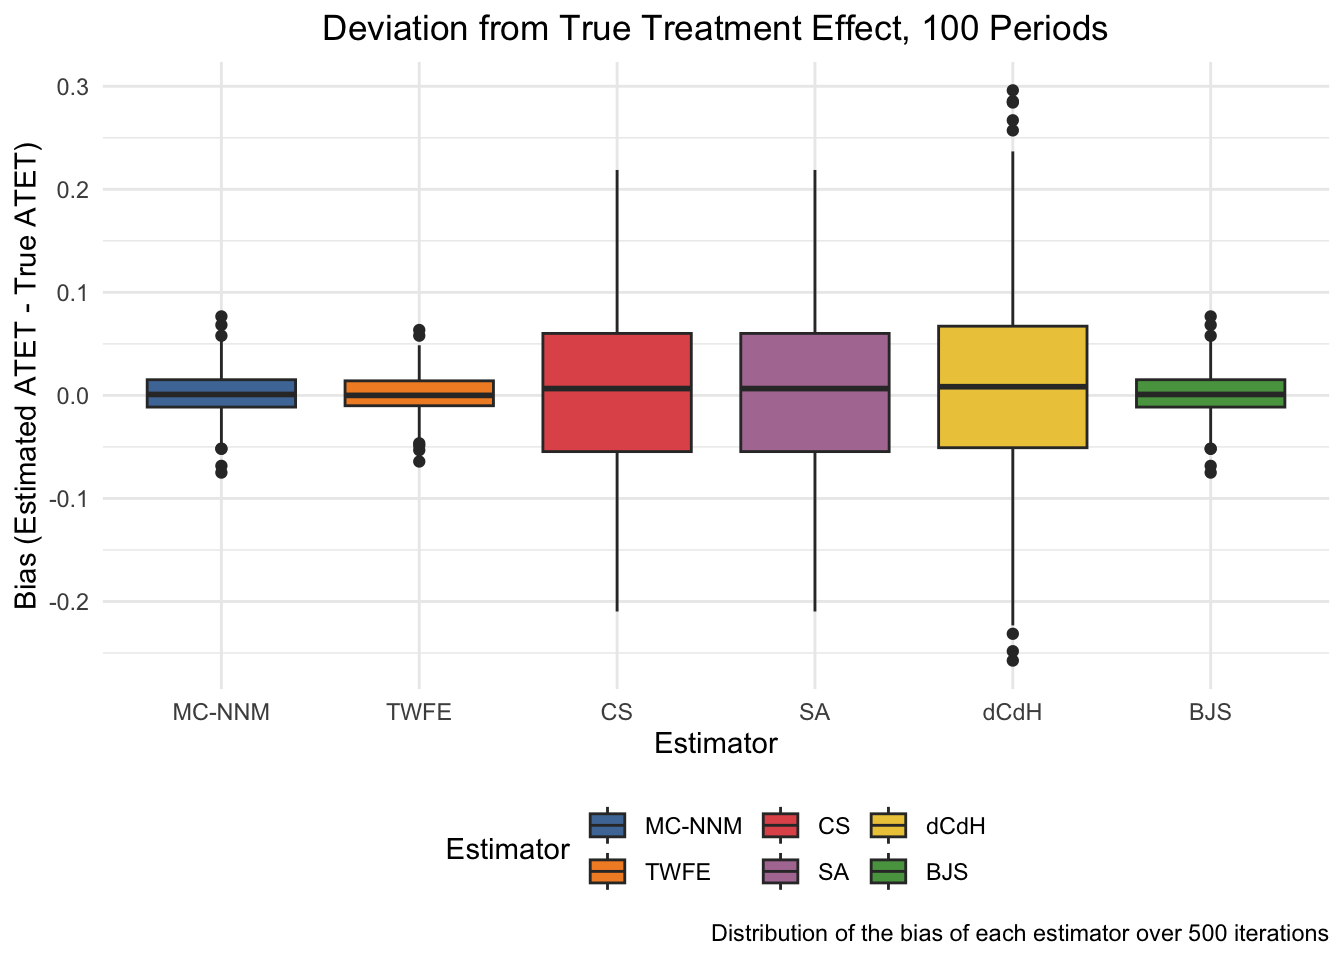 Deviation from True Treatment Effect, 100 Periods
Bias (Estimated ATET - True ATET)
0.3
0.2
0.1
0.0
-0.1
-0.2
MC-NNM TWFE CS SA dCdH BJS
Estimator
Estimator
MC-NNM CS dCdH
TWFE SA BJS
Distribution of the bias of each estimator over 500 iterations